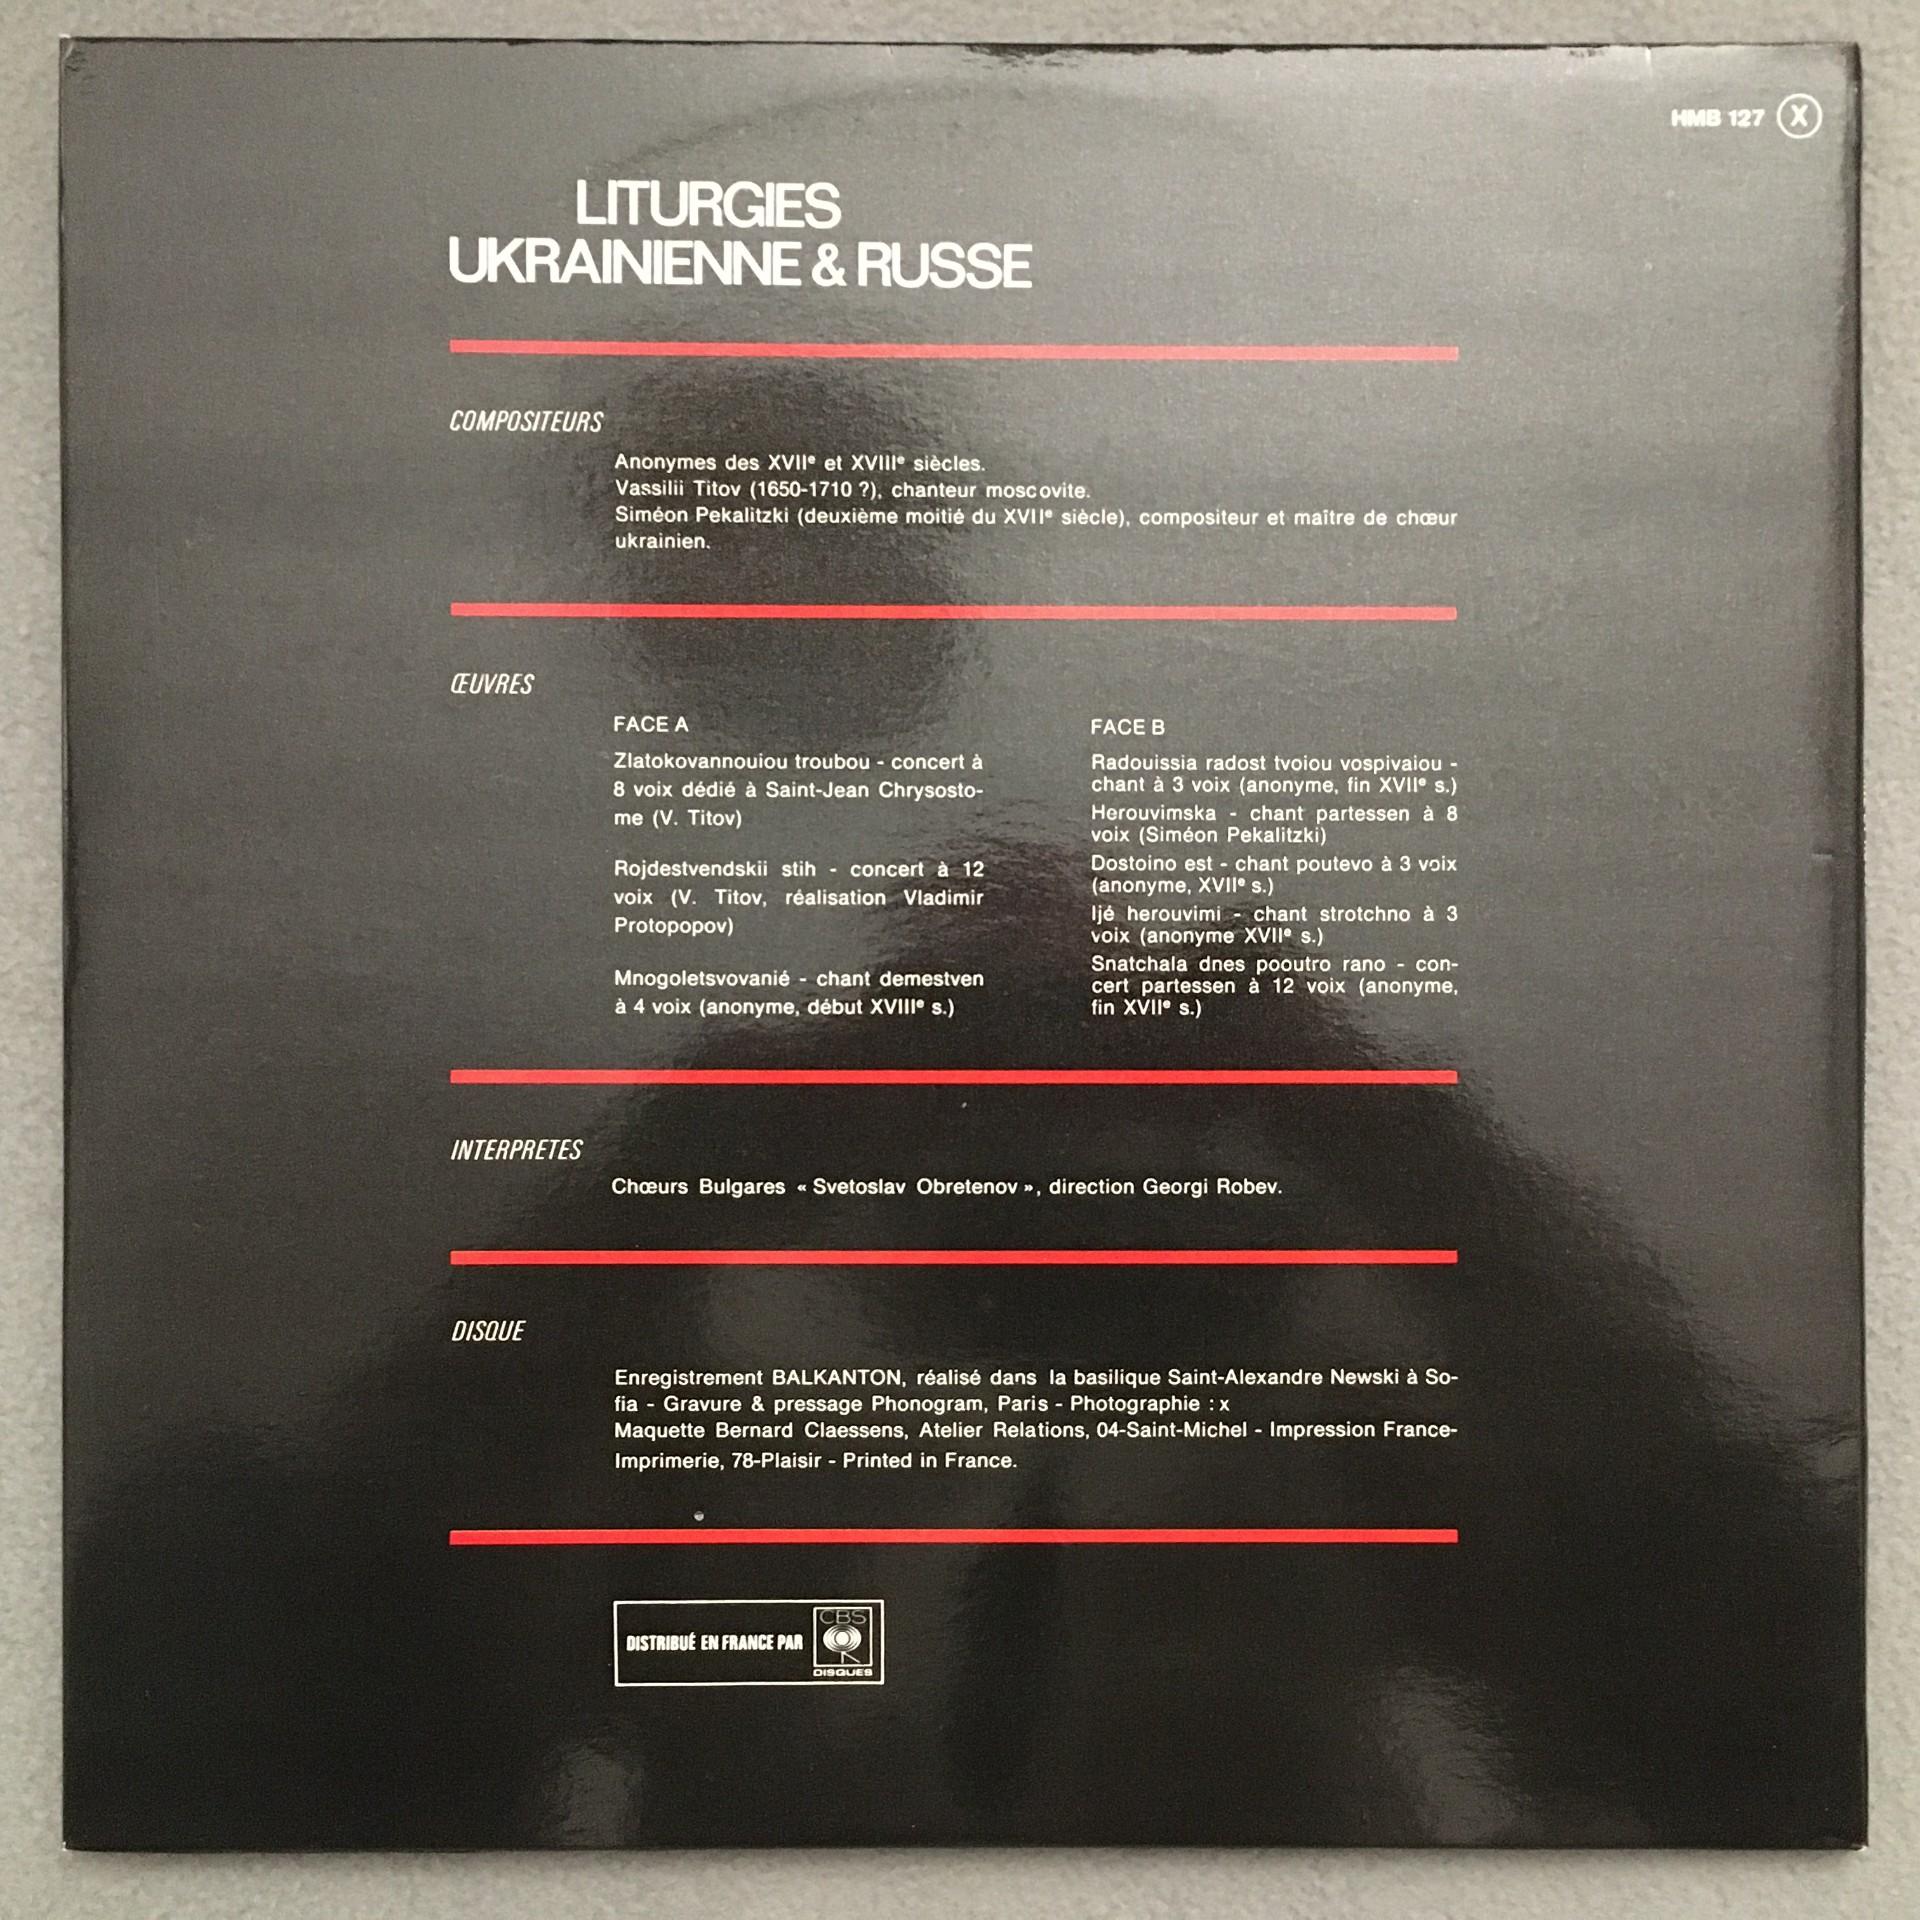 HMB 127 X
LITURGIES
UKRAINIENNE & RUSSE
COMPOSITEURS
Anonymes des XVIIe et XVIIIe siècles.
Vassilii Titov (1650-1710 ?), chanteur moscovite.
Siméon Pekalitzki (deuxième moitié du XVIIe siècle), compositeur et maître de chœur
ukrainien.
ŒUVRES
FACE A
Zlatokovannouiou troubou - concert à
8 voix dédié à Saint-Jean Chrysosto-
me (V. Titov)
Rojdestvendskii stih - concert à 12
voix (V. Titov, réalisation Vladimir
Protopopov)
Mnogoletsvovanié - chant demestven
à 4 voix (anonyme, début XVIIIe s.)
FACE B
Radouissia radost tvoiou vospivaiou -
chant à 3 voix (anonyme, fin XVIIe s.)
Herouvimska - chant partessen à 8
voix (Siméon Pekalitzki)
Dostoino est - chant poutevo à 3 voix
(anonyme, XVIIe s.)
Ijé herouvimi - chant strotchno à 3
voix (anonyme XVIIe s.)
Snatchala dnes pooutro rano - con-
cert partessen à 12 voix (anonyme,
fin XVIIe s.)
INTERPRETES
Chœurs Bulgares « Svetoslav Obretenov », direction Georgi Robev.
DISQUE
Enregistrement BALKANTON, réalisé dans la basilique Saint-Alexandre Newski à So-
fia - Gravure & pressage Phonogram, Paris - Photographie : x
Maquette Bernard Claessens, Atelier Relations, 04-Saint-Michel - Impression France-
Imprimerie, 78-Plaisir - Printed in France.
DISTRIBUÉ EN FRANCE PAR
CBS
DISQUES